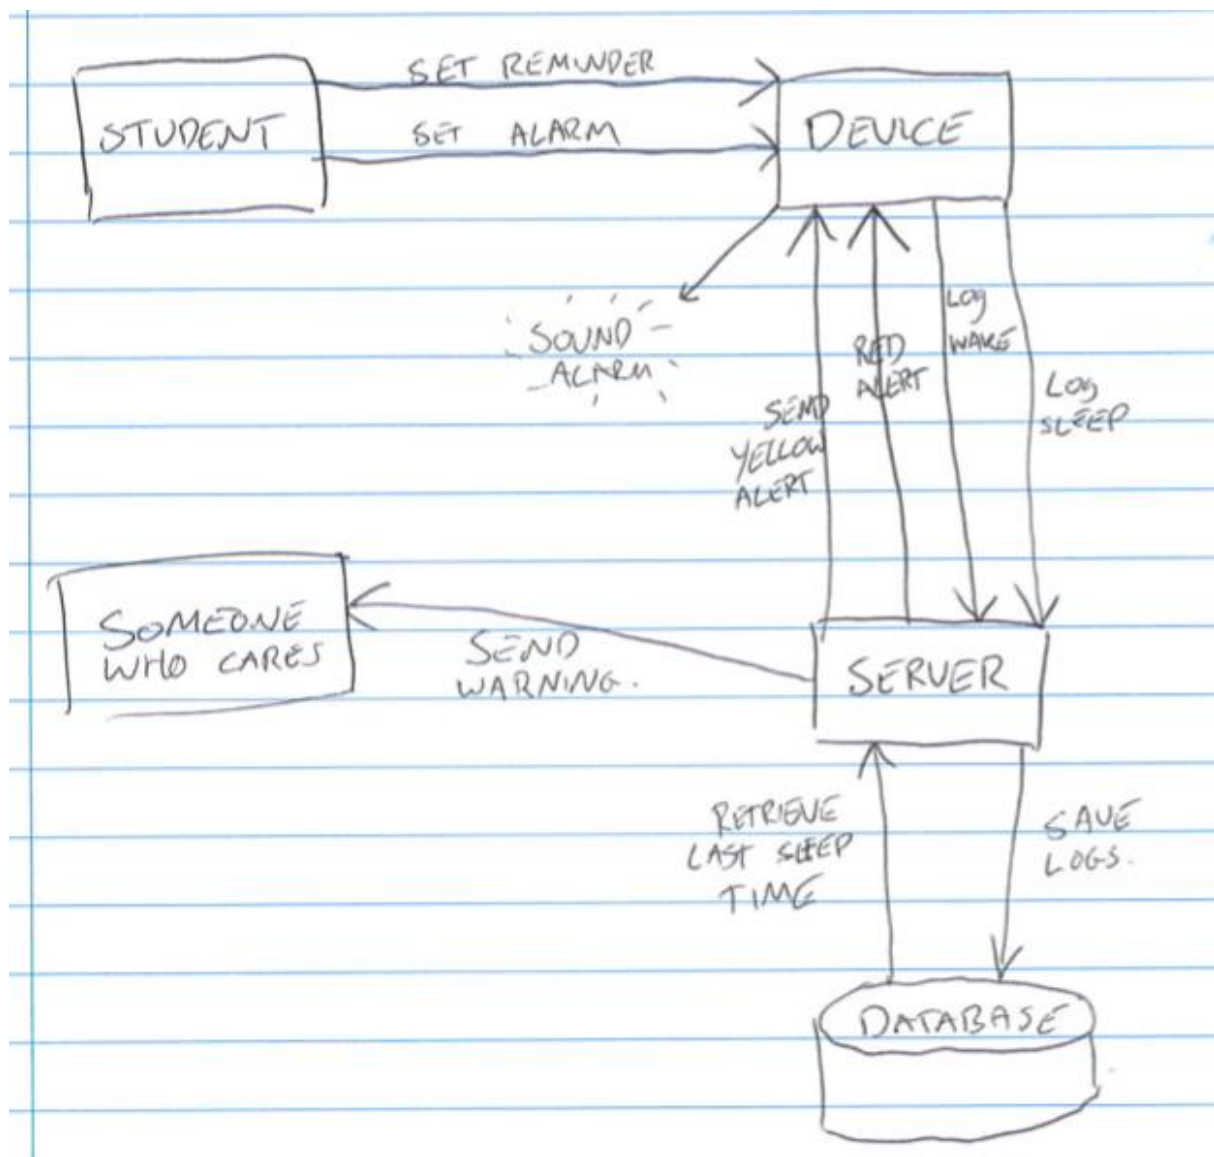 SET REMINDER
STUDENT
SET ALARM
DEVICE
SOUND
ALARM
LOG
WAKE
RED
ALERT
LOG
SLEEP
SEND
YELLOW
ALERT
SOMEONE
WHO CARES
SEND
WARNING.
SERVER
RETRIEVE
LAST SLEEP
TIME
SAVE
LOGS.
DATABASE